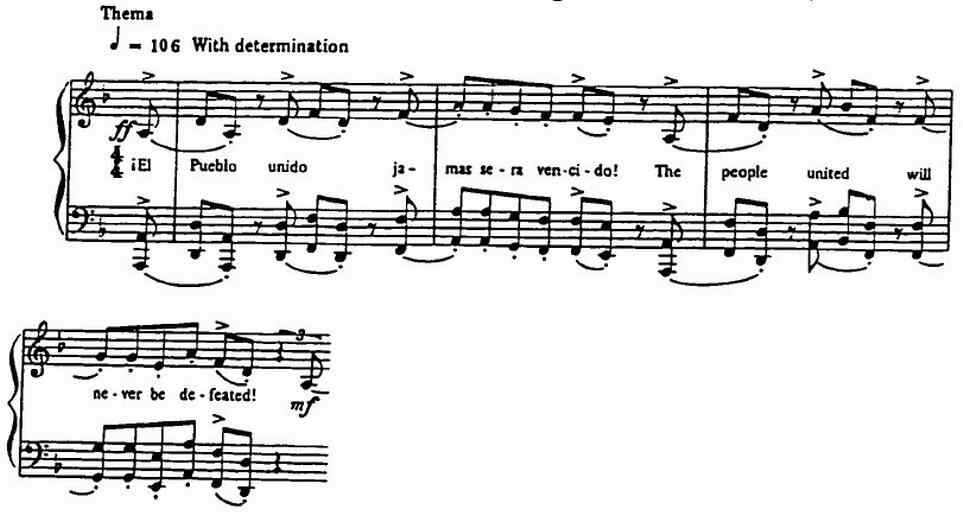 Thema
♩ = 106 With determination
ff
4/4 ¡El Pueblo unido ja- mas se-ra ven-ci-do! The people united will
3
ne-ver be de-feated! mf